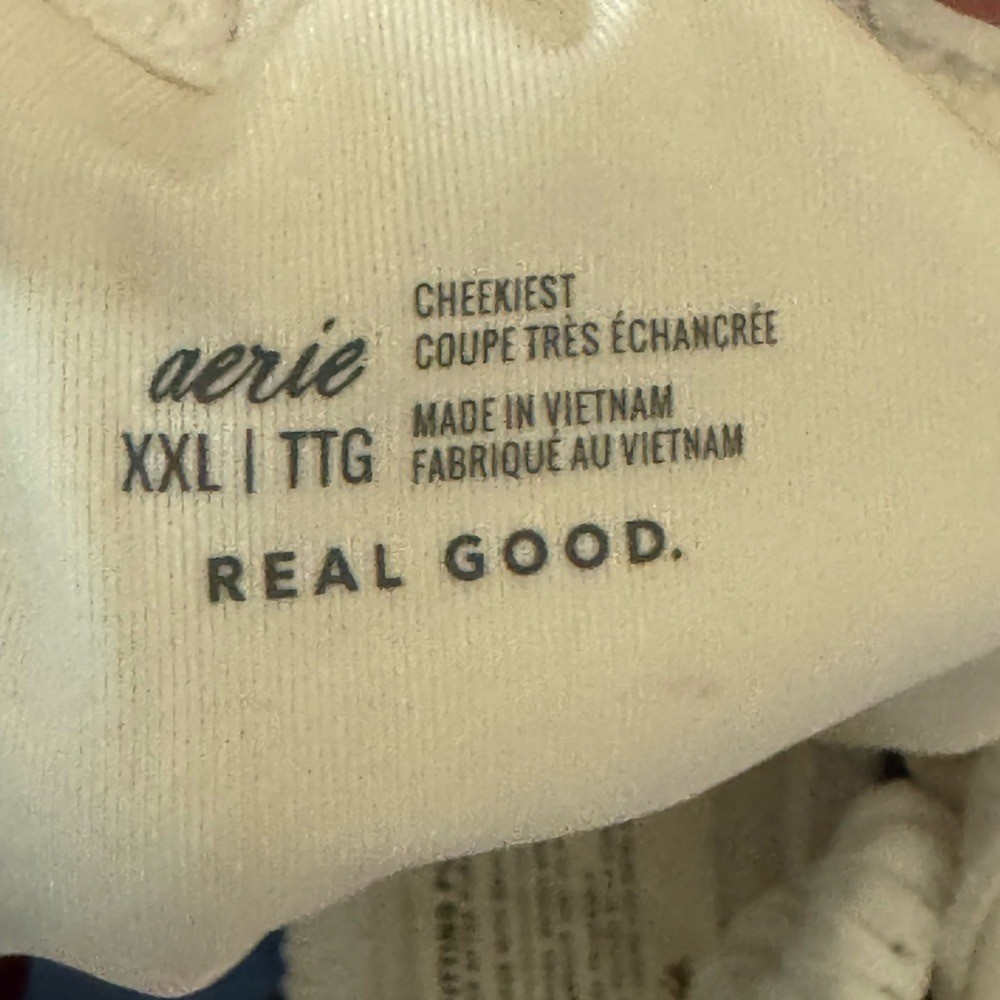 aerie
XXL | TTG
CHEEKIEST
COUPE TRÈS ÉCHANCRÉE
MADE IN VIETNAM
FABRIQUÉ AU VIETNAM
REAL GOOD.